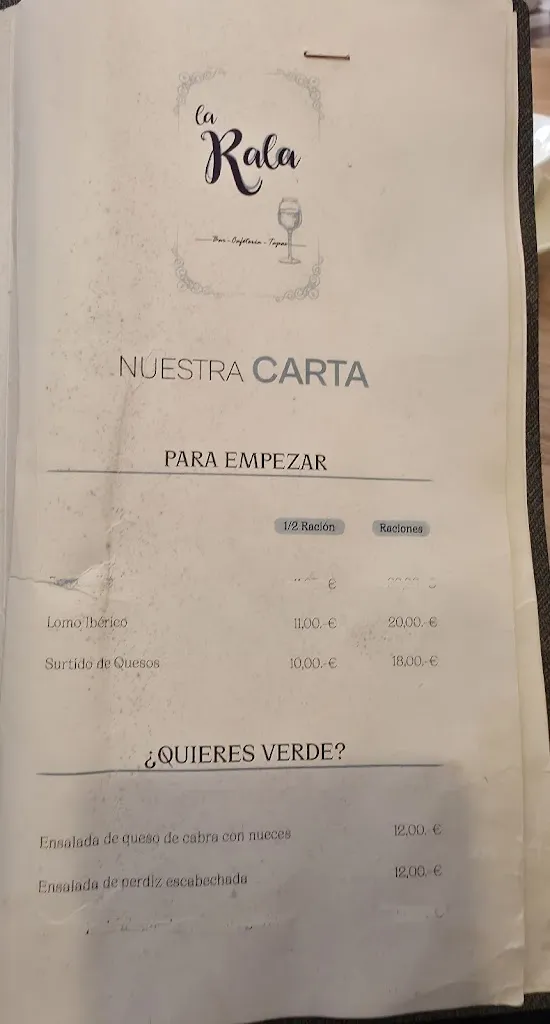 la
Rala
Bar - Cafetería - Tapas
NUESTRA CARTA
PARA EMPEZAR
1/2 Ración Raciones
€
Lomo Ibérico 11,00.-€ 20,00.-€
Surtido de Quesos 10,00.-€ 18,00.-€
¿QUIERES VERDE?
Ensalada de queso de cabra con nueces 12,00.-€
Ensalada de perdiz escabechada 12,00.-€